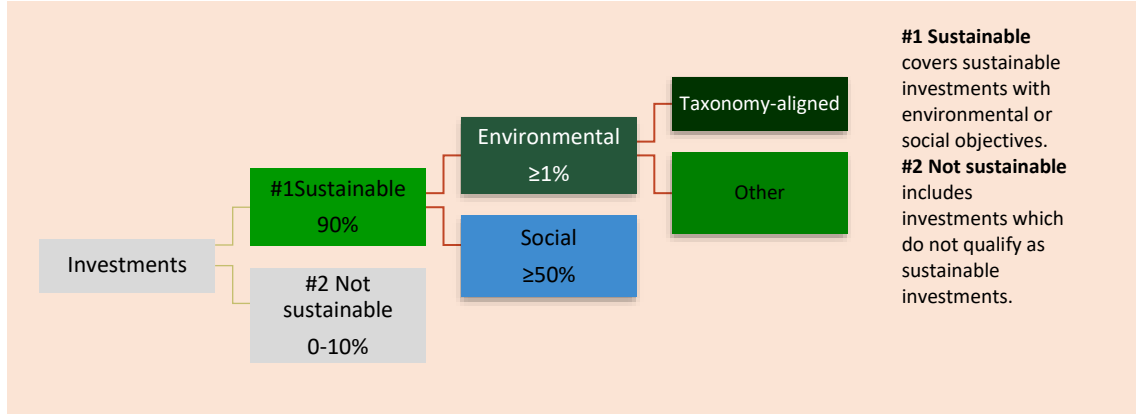 Investments
#1Sustainable
90%
#2 Not
sustainable
0-10%
Environmental
≥1%
Social
≥50%
Taxonomy-aligned
Other
#1 Sustainable
covers sustainable
investments with
environmental or
social objectives.
#2 Not sustainable
includes
investments which
do not qualify as
sustainable
investments.